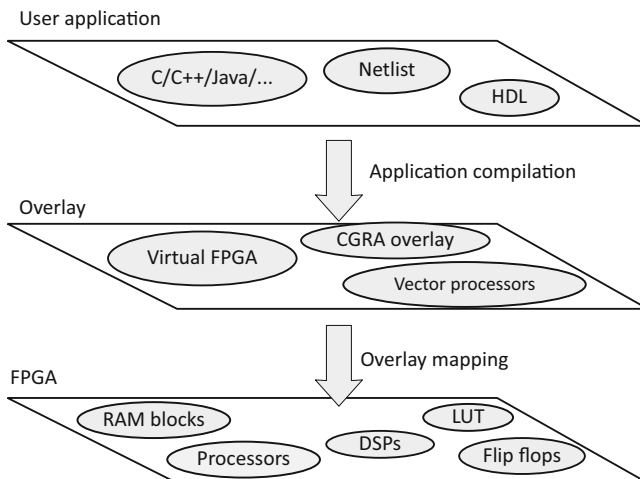 User application
C/C++/Java/...
Netlist
HDL
Application compilation
Overlay
CGRA overlay
Virtual FPGA
Vector processors
Overlay mapping
FPGA
RAM blocks
LUT
DSPs
Processors
Flip flops